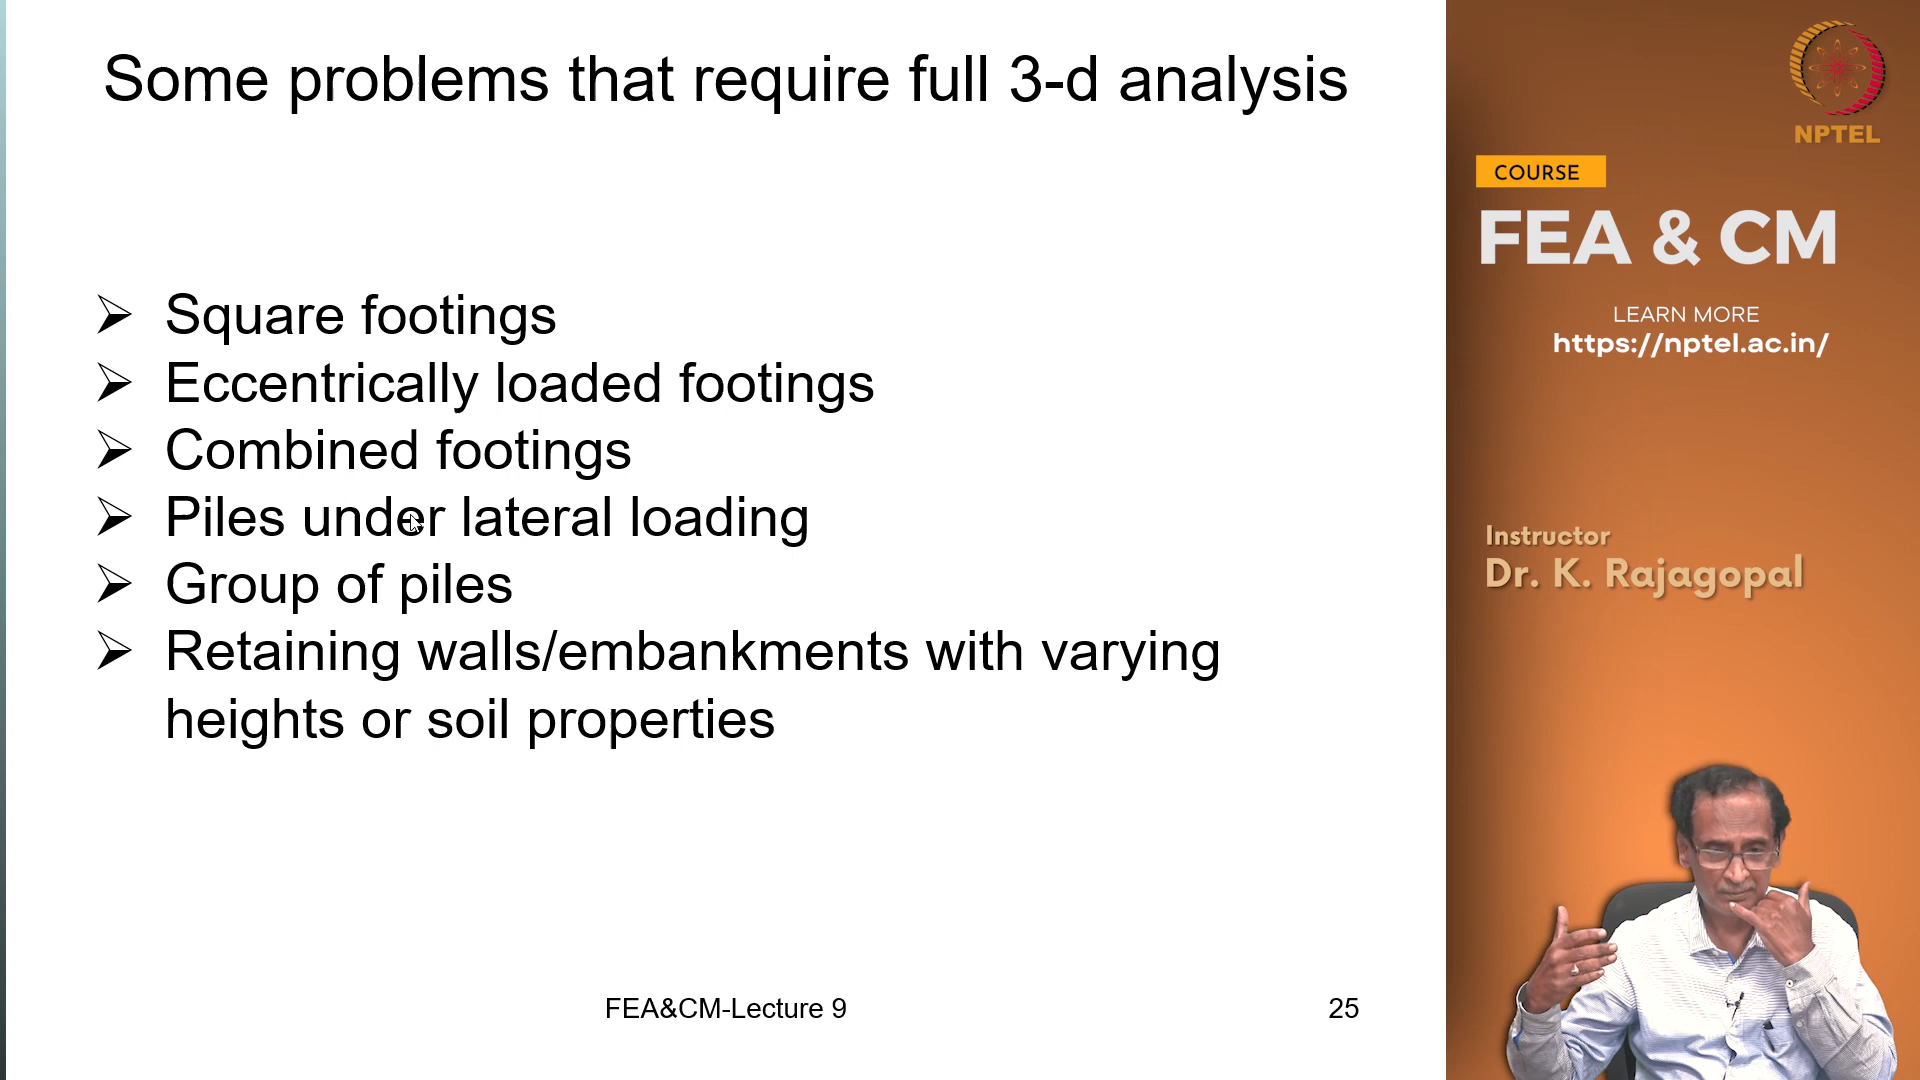 Some problems that require full 3-d analysis
Square footings
Eccentrically loaded footings
Combined footings
Piles under lateral loading
Group of piles
Retaining walls/embankments with varying
heights or soil properties
FEA&CM-Lecture 9
25
NPTEL
COURSE
FEA & CM
LEARN MORE
https://nptel.ac.in/
Instructor
Dr. K. Rajagopal